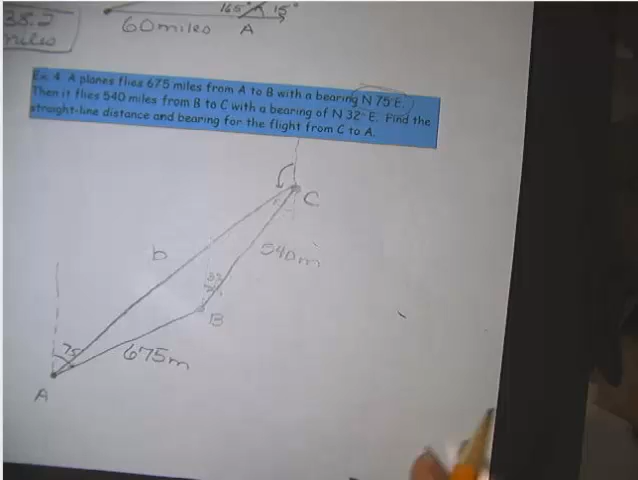 38.2
miles
60miles
165°
15°
A
Ex. 4. A planes flies 675 miles from A to B with a bearing N 75°E.
Then it flies 540 miles from B to C with a bearing of N 32° E. Find the
straight-line distance and bearing for the flight from C to A.
C
b
540m
32
B
75
675m
A